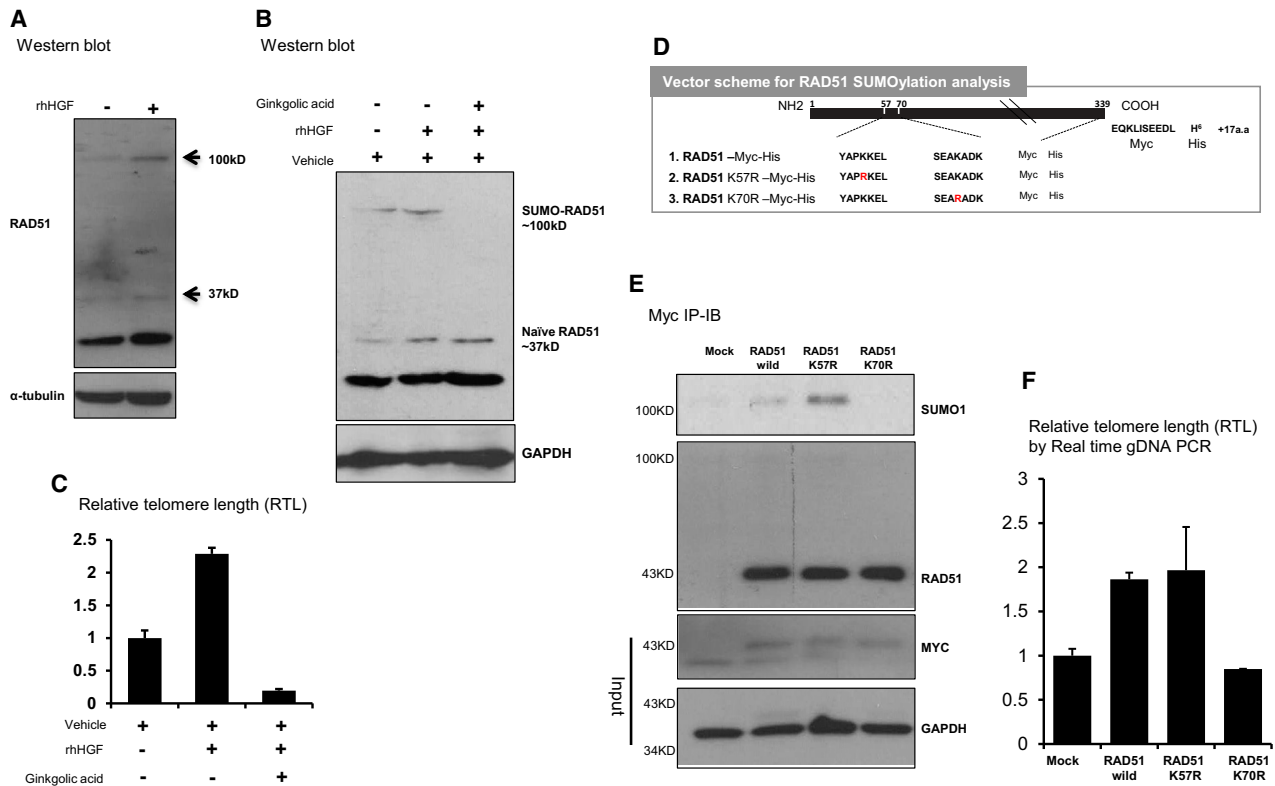 A
Western blot
rhHGF - +
RAD51
100kD
37kD
α-tubulin
B
Western blot
Ginkgolic acid - - +
rhHGF - + +
Vehicle + + +
SUMO-RAD51
~100kD
Naïve RAD51
~37kD
GAPDH
C
Relative telomere length (RTL)
2.5
2
1.5
1
0.5
0
Vehicle + + +
rhHGF - + +
Ginkgolic acid - - +
D
Vector scheme for RAD51 SUMOylation analysis
NH2 1 57 70 339 COOH
EQKLISEEDL H6 +17a.a
Myc His
1. RAD51 –Myc-His YAPKKEL SEAKADK Myc His
2. RAD51 K57R –Myc-His YAPRKEL SEAKADK Myc His
3. RAD51 K70R –Myc-His YAPKKEL SEARADK Myc His
E
Myc IP-IB
Mock RAD51 RAD51 RAD51
wild K57R K70R
100KD SUMO1
100KD
43KD RAD51
Input
43KD MYC
43KD
GAPDH
34KD
F
Relative telomere length (RTL)
by Real time gDNA PCR
3
2.5
2
1.5
1
0.5
0
Mock RAD51 RAD51 RAD51
wild K57R K70R